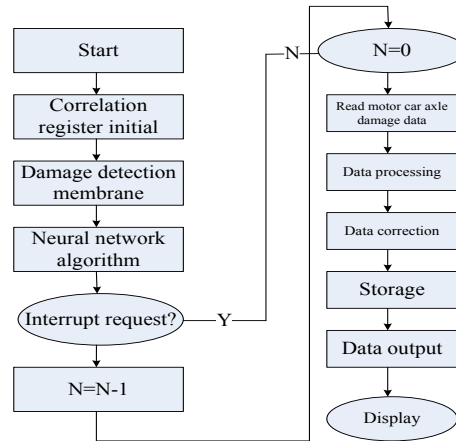 Start
Correlation
register initial
Damage detection
membrane
Neural network
algorithm
Interrupt request?
Y
N=N-1
N
N=0
Read motor car axle
damage data
Data processing
Data correction
Storage
Data output
Display